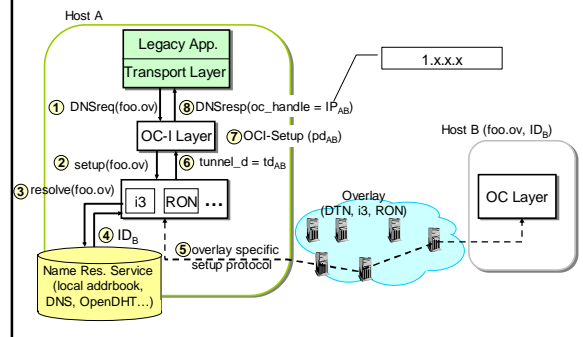 Host A
Legacy App.
Transport Layer
1.x.x.x
1 DNSreq(foo.ov)
8 DNSresp(oc_handle = IPAB)
OC-I Layer
7 OCI-Setup (pdAB)
Host B (foo.ov, IDB)
2 setup(foo.ov)
6 tunnel_d = tdAB
3 resolve(foo.ov)
i3 RON ...
Overlay
(DTN, i3, RON)
OC Layer
4 IDB
5 overlay specific
setup protocol
Name Res. Service
(local addrbook,
DNS, OpenDHT...)